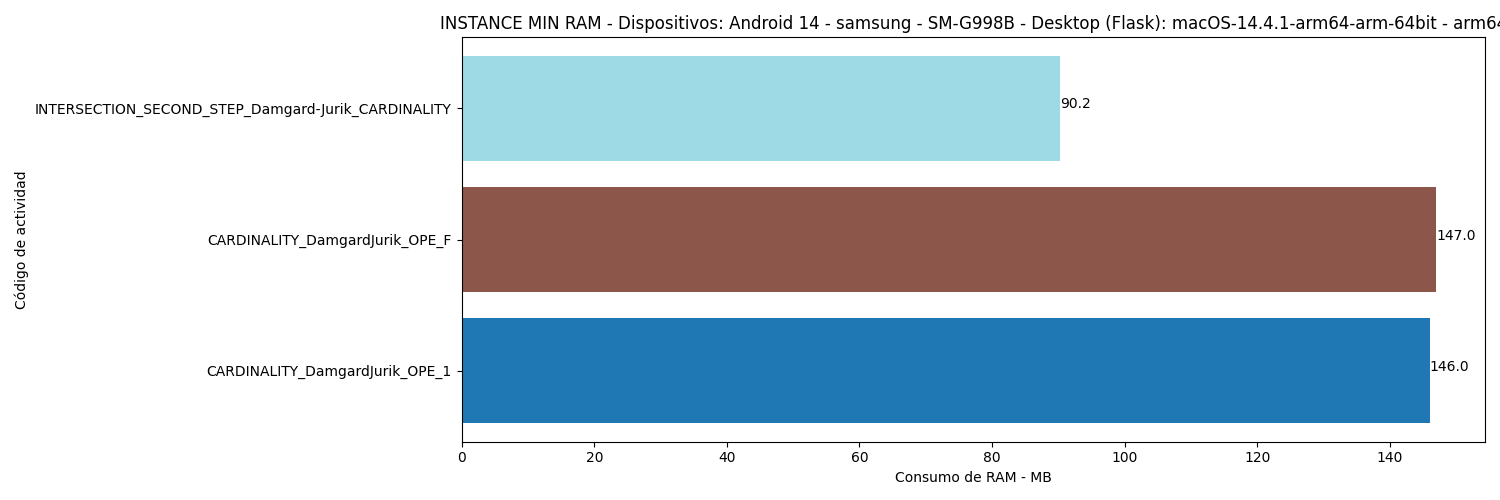 INSTANCE MIN RAM - Dispositivos: Android 14 - samsung - SM-G998B - Desktop (Flask): macOS-14.4.1-arm64-arm-64bit - arm64
INTERSECTION_SECOND_STEP_Damgard-Jurik_CARDINALITY
90.2
Código de actividad
CARDINALITY_DamgardJurik_OPE_F
147.0
CARDINALITY_DamgardJurik_OPE_1
146.0
0 20 40 60 80 100 120 140
Consumo de RAM - MB